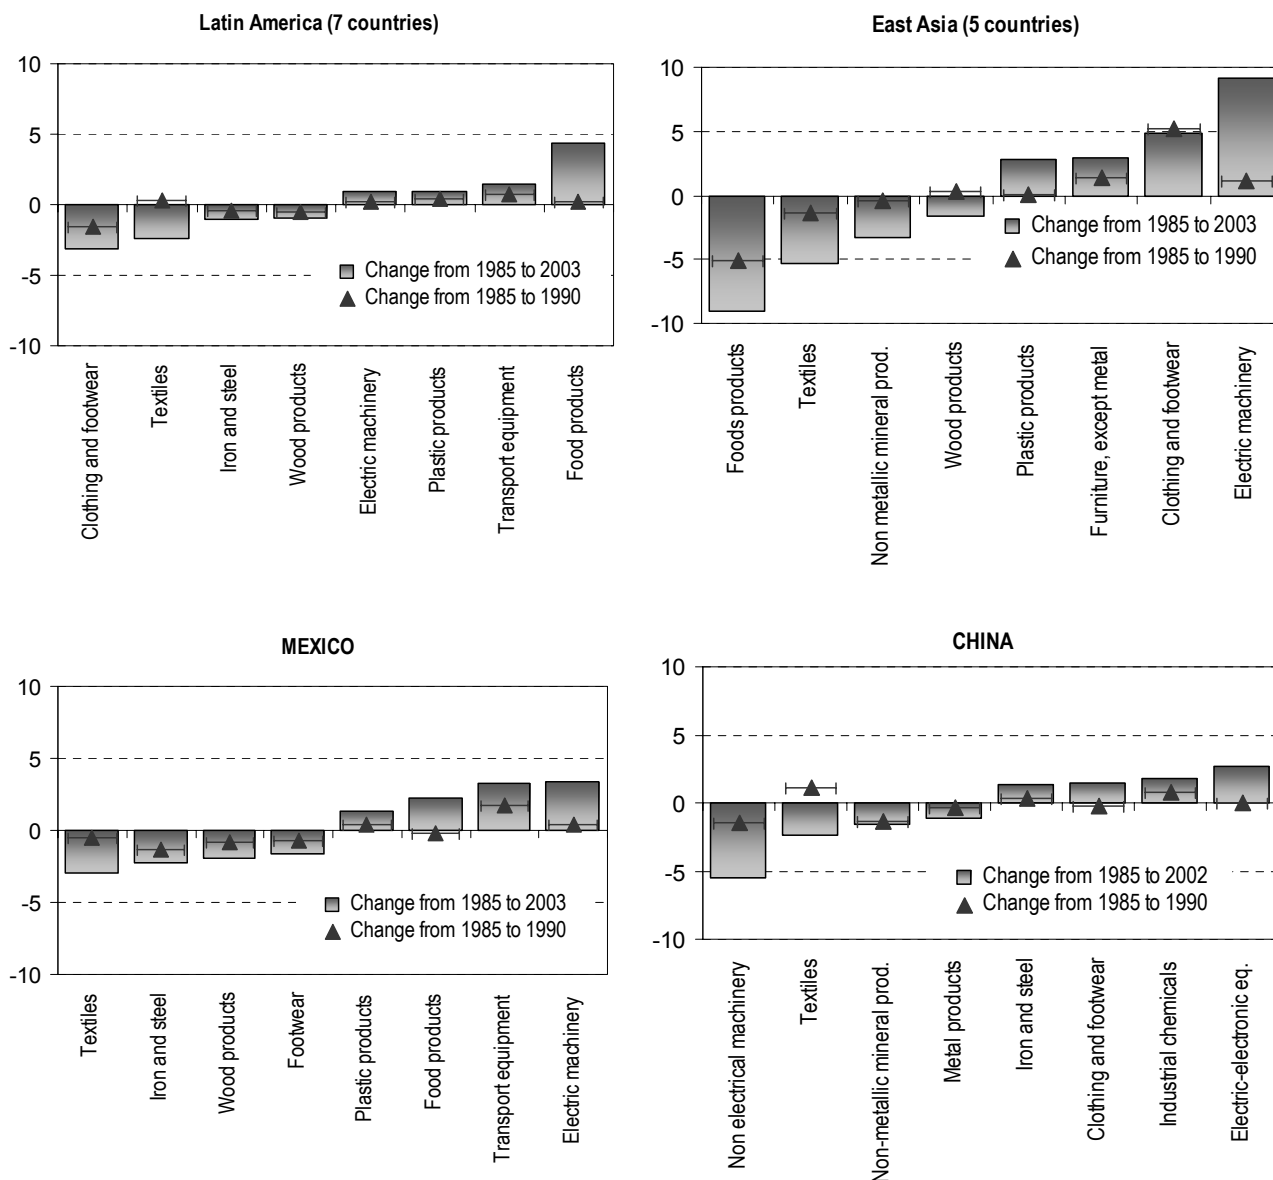 Latin America (7 countries)
10
5
0
-5
-10
Change from 1985 to 2003
Change from 1985 to 1990
Clothing and footwear
Textiles
Iron and steel
Wood products
Electric machinery
Plastic products
Transport equipment
Food products
East Asia (5 countries)
10
5
0
-5
-10
Change from 1985 to 2003
Change from 1985 to 1990
Foods products
Textiles
Non metallic mineral prod.
Wood products
Plastic products
Furniture, except metal
Clothing and footwear
Electric machinery
MEXICO
10
5
0
-5
-10
Change from 1985 to 2003
Change from 1985 to 1990
Textiles
Iron and steel
Wood products
Footwear
Plastic products
Food products
Transport equipment
Electric machinery
CHINA
10
5
0
-5
-10
Change from 1985 to 2002
Change from 1985 to 1990
Non electrical machinery
Textiles
Non-metallic mineral prod.
Metal products
Iron and steel
Clothing and footwear
Industrial chemicals
Electric-electronic eq.